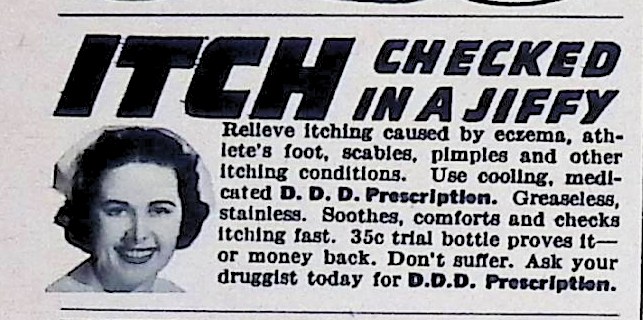 ITCH CHECKED
IN A JIFFY
Relieve itching caused by eczema, ath-
lete's foot, scabies, pimples and other
itching conditions. Use cooling, medi-
cated D. D. D. Prescription. Greaseless,
stainless. Soothes, comforts and checks
itching fast. 35c trial bottle proves it—
or money back. Don't suffer. Ask your
druggist today for D.D.D. Prescription.